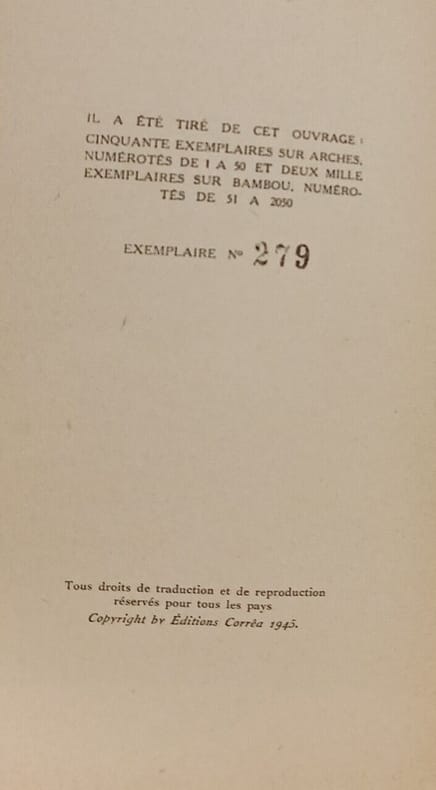 IL A ÉTÉ TIRÉ DE CET OUVRAGE :
CINQUANTE EXEMPLAIRES SUR ARCHES,
NUMÉROTÉS DE 1 A 50 ET DEUX MILLE
EXEMPLAIRES SUR BAMBOU, NUMÉRO-
TÉS DE 51 A 2050
EXEMPLAIRE Nº 279
Tous droits de traduction et de reproduction
réservés pour tous les pays
Copyright by Éditions Corrêa 1945.